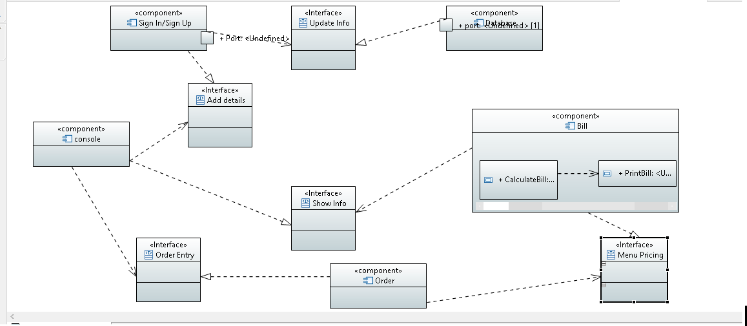 «component»
Sign In/Sign Up
«Interface»
Update Info
«component»
Database
+ Port: <Undefined>
+ port: <Undefined> [1]
«Interface»
Add details
«component»
console
«component»
Bill
+ CalculateBill:...
+ PrintBill: <U...
«Interface»
Show Info
«Interface»
Order Entry
«component»
Order
«Interface»
Menu Pricing